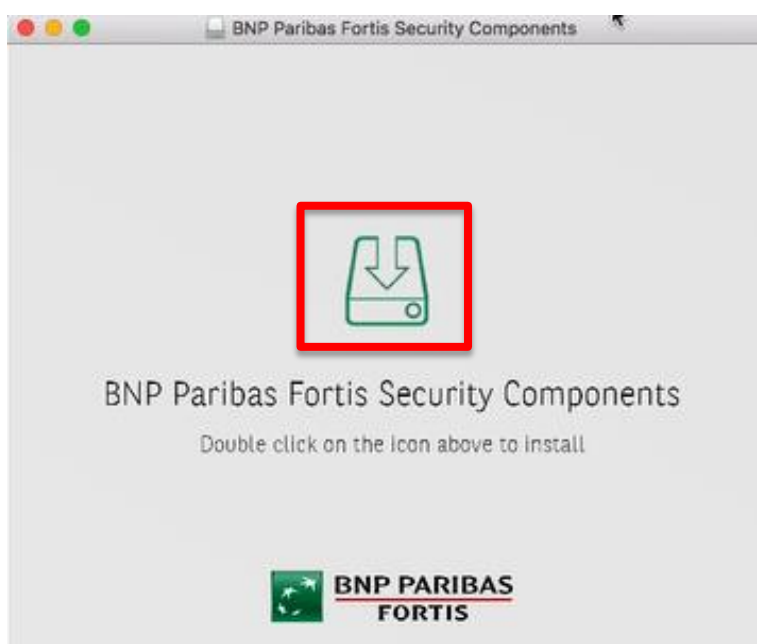 BNP Paribas Fortis Security Components
BNP Paribas Fortis Security Components
Double click on the icon above to install
BNP PARIBAS
FORTIS